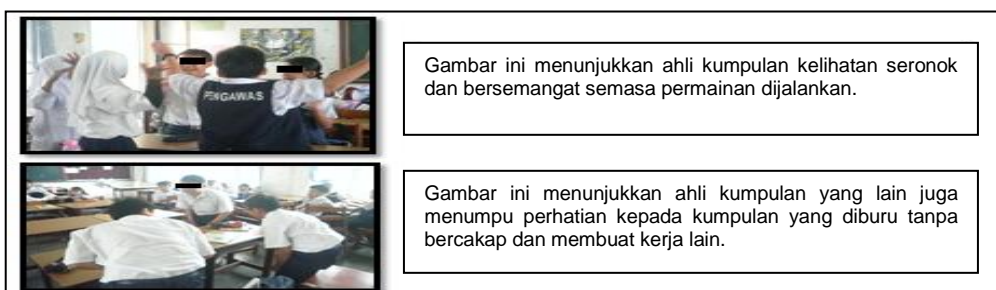 PENGAWAS
Gambar ini menunjukkan ahli kumpulan kelihatan seronok
dan bersemangat semasa permainan dijalankan.
Gambar ini menunjukkan ahli kumpulan yang lain juga
menumpu perhatian kepada kumpulan yang diburu tanpa
bercakap dan membuat kerja lain.